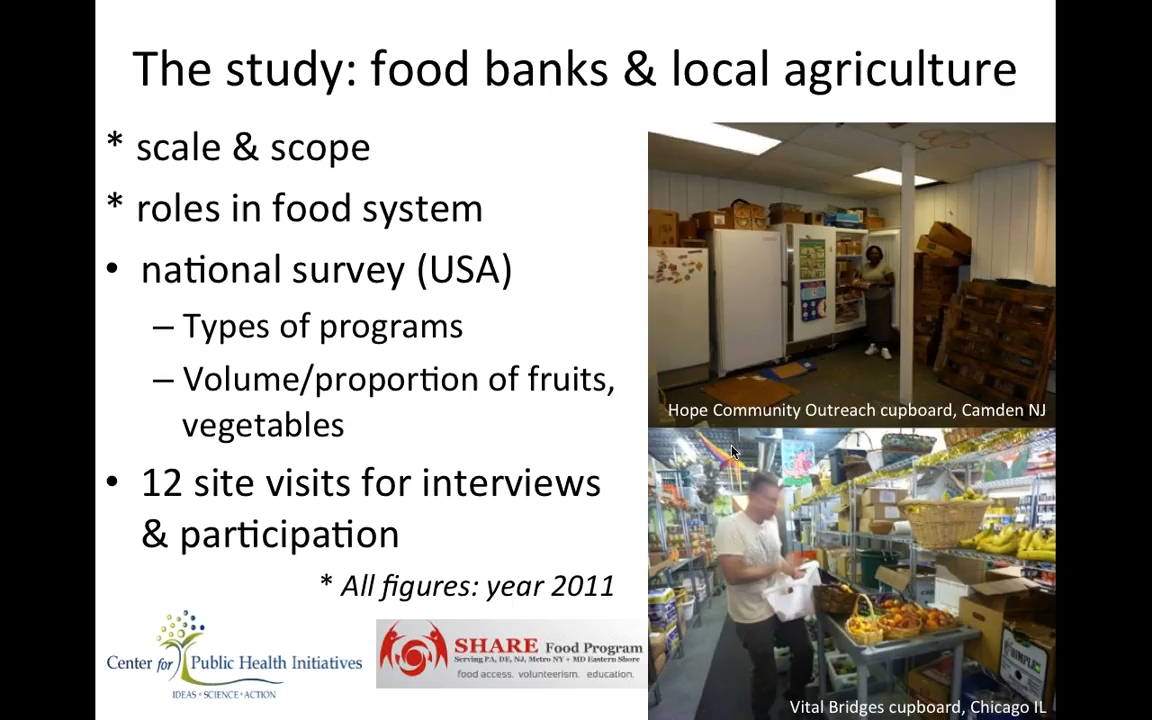 The study: food banks & local agriculture
* scale & scope
* roles in food system
• national survey (USA)
– Types of programs
– Volume/proportion of fruits,
vegetables
• 12 site visits for interviews
& participation
* All figures: year 2011
Center for Public Health Initiatives
IDEAS • SCIENCE • ACTION
SHARE Food Program
Serving PA, DE, NJ, Metro NY + MD Eastern Shore
food access. volunteerism. education.
Hope Community Outreach cupboard, Camden NJ
Vital Bridges cupboard, Chicago IL